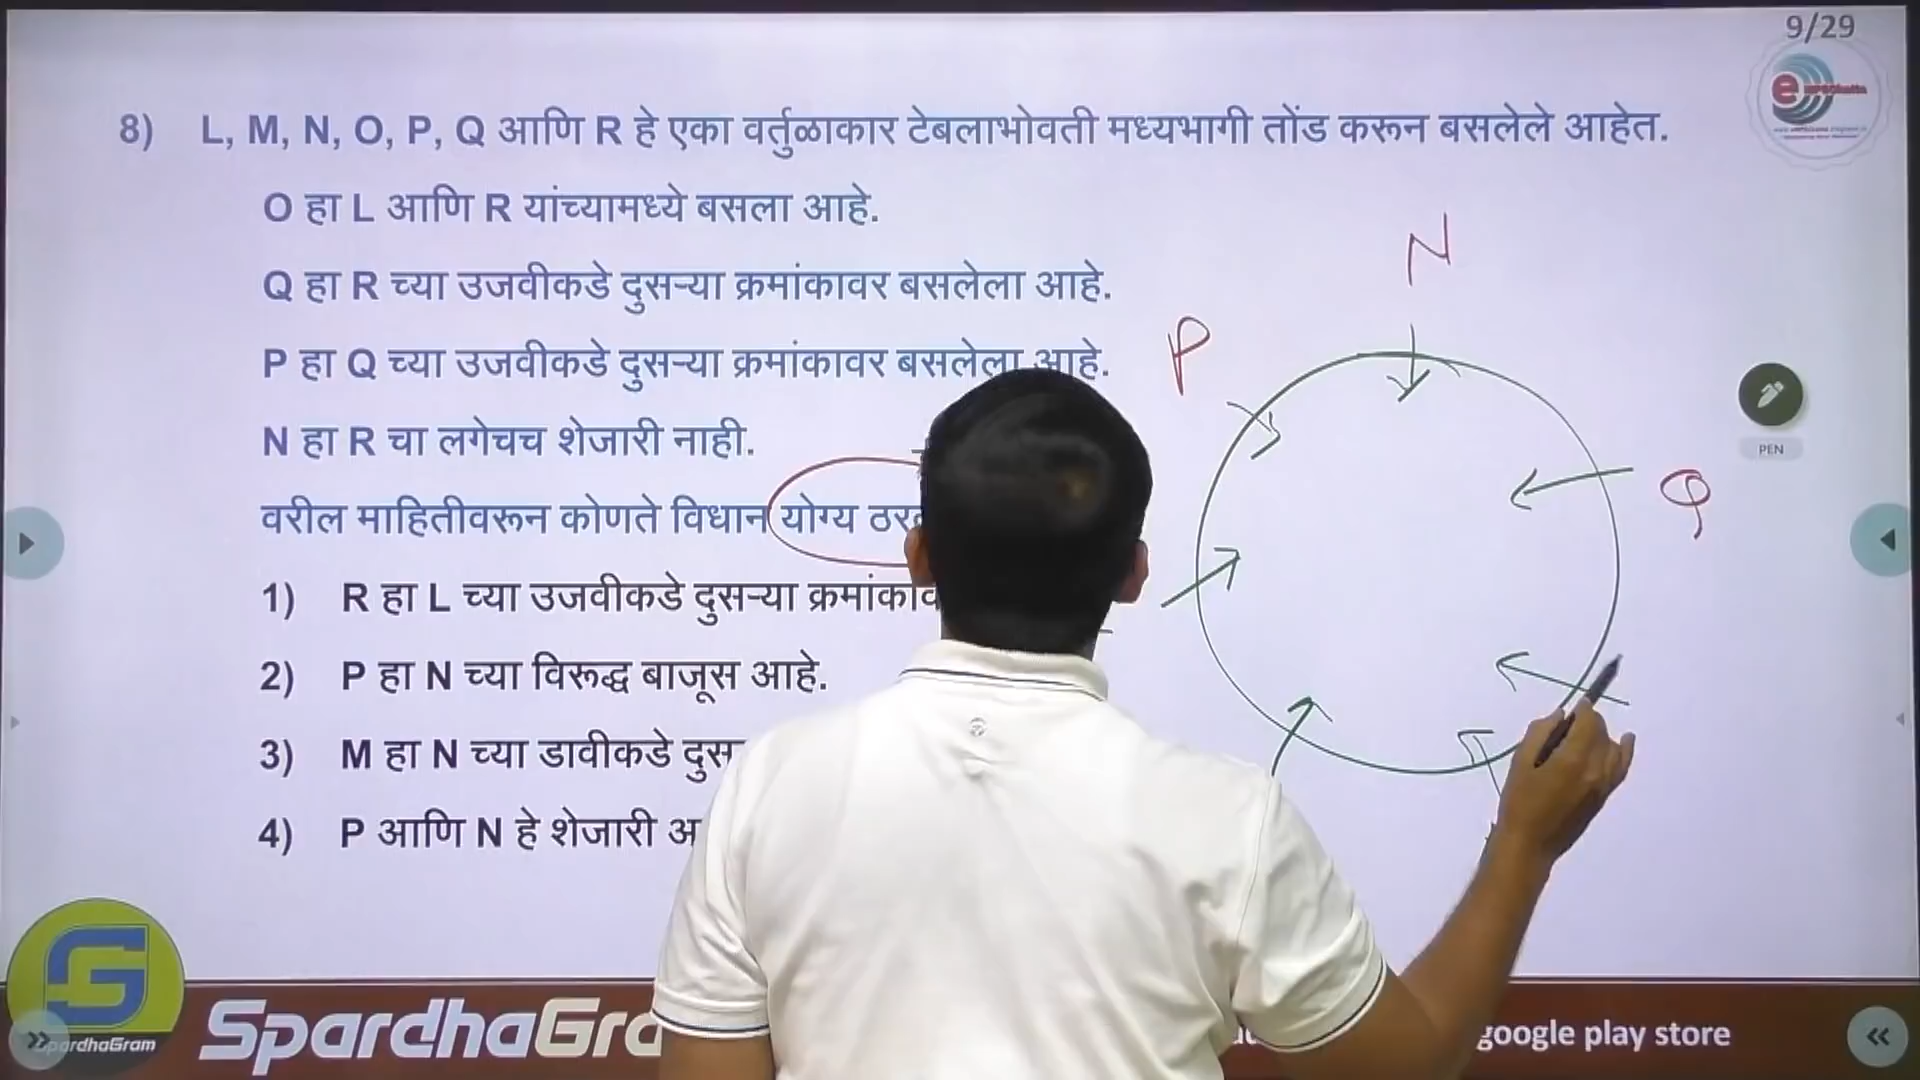 9/29
8) L, M, N, O, P, Q आणि R हे एका वर्तुळाकार टेबलाभोवती मध्यभागी तोंड करून बसलेले आहेत.
O हा L आणि R यांच्यामध्ये बसला आहे.
Q हा R च्या उजवीकडे दुसऱ्या क्रमांकावर बसलेला आहे.
P हा Q च्या उजवीकडे दुसऱ्या क्रमांकावर बसलेला आहे.
N हा R चा लगेचच शेजारी नाही.
वरील माहितीवरून कोणते विधान योग्य
1) R हा L च्या उजवीकडे दुसऱ्या
2) P हा N च्या विरूद्ध बाजूस आहे.
3) M हा N च्या डावीकडे
4) P आणि N हे शेजारी
N
P
Q
PEN
SpardhaGram
SpardhaGra
google play store